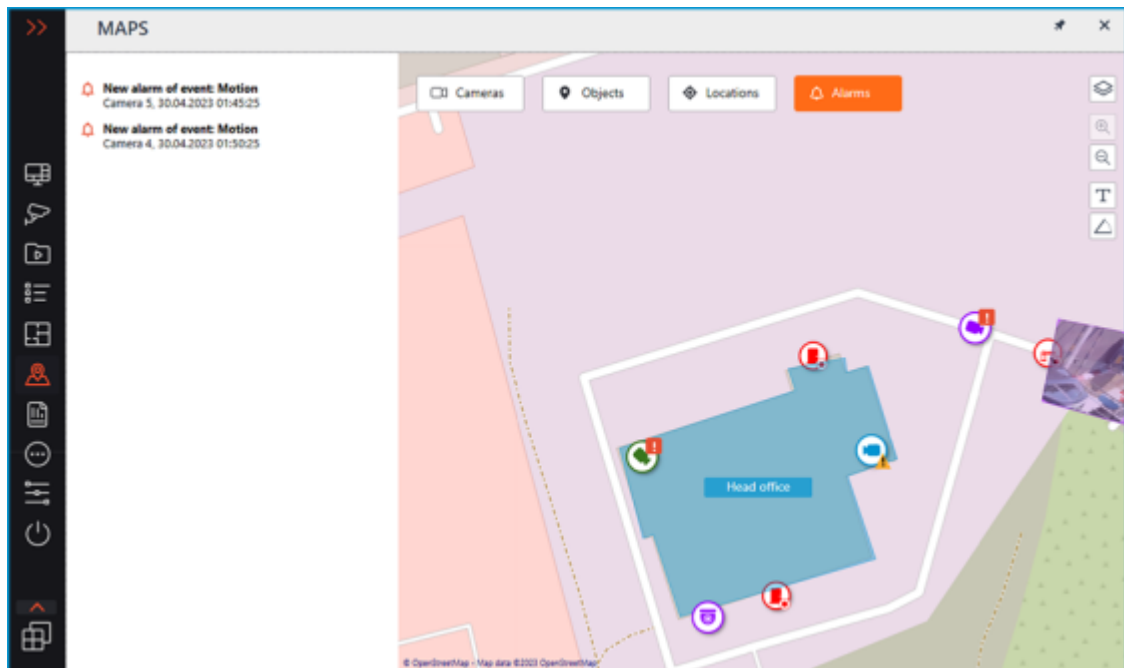 MAPS
New alarm of event: Motion
Camera 5, 30.04.2023 01:45:25
New alarm of event: Motion
Camera 4, 30.04.2023 01:50:25
Cameras
Objects
Locations
Alarms
T
Head office
© OpenStreetMap - Map data ©2023 OpenStreetMap